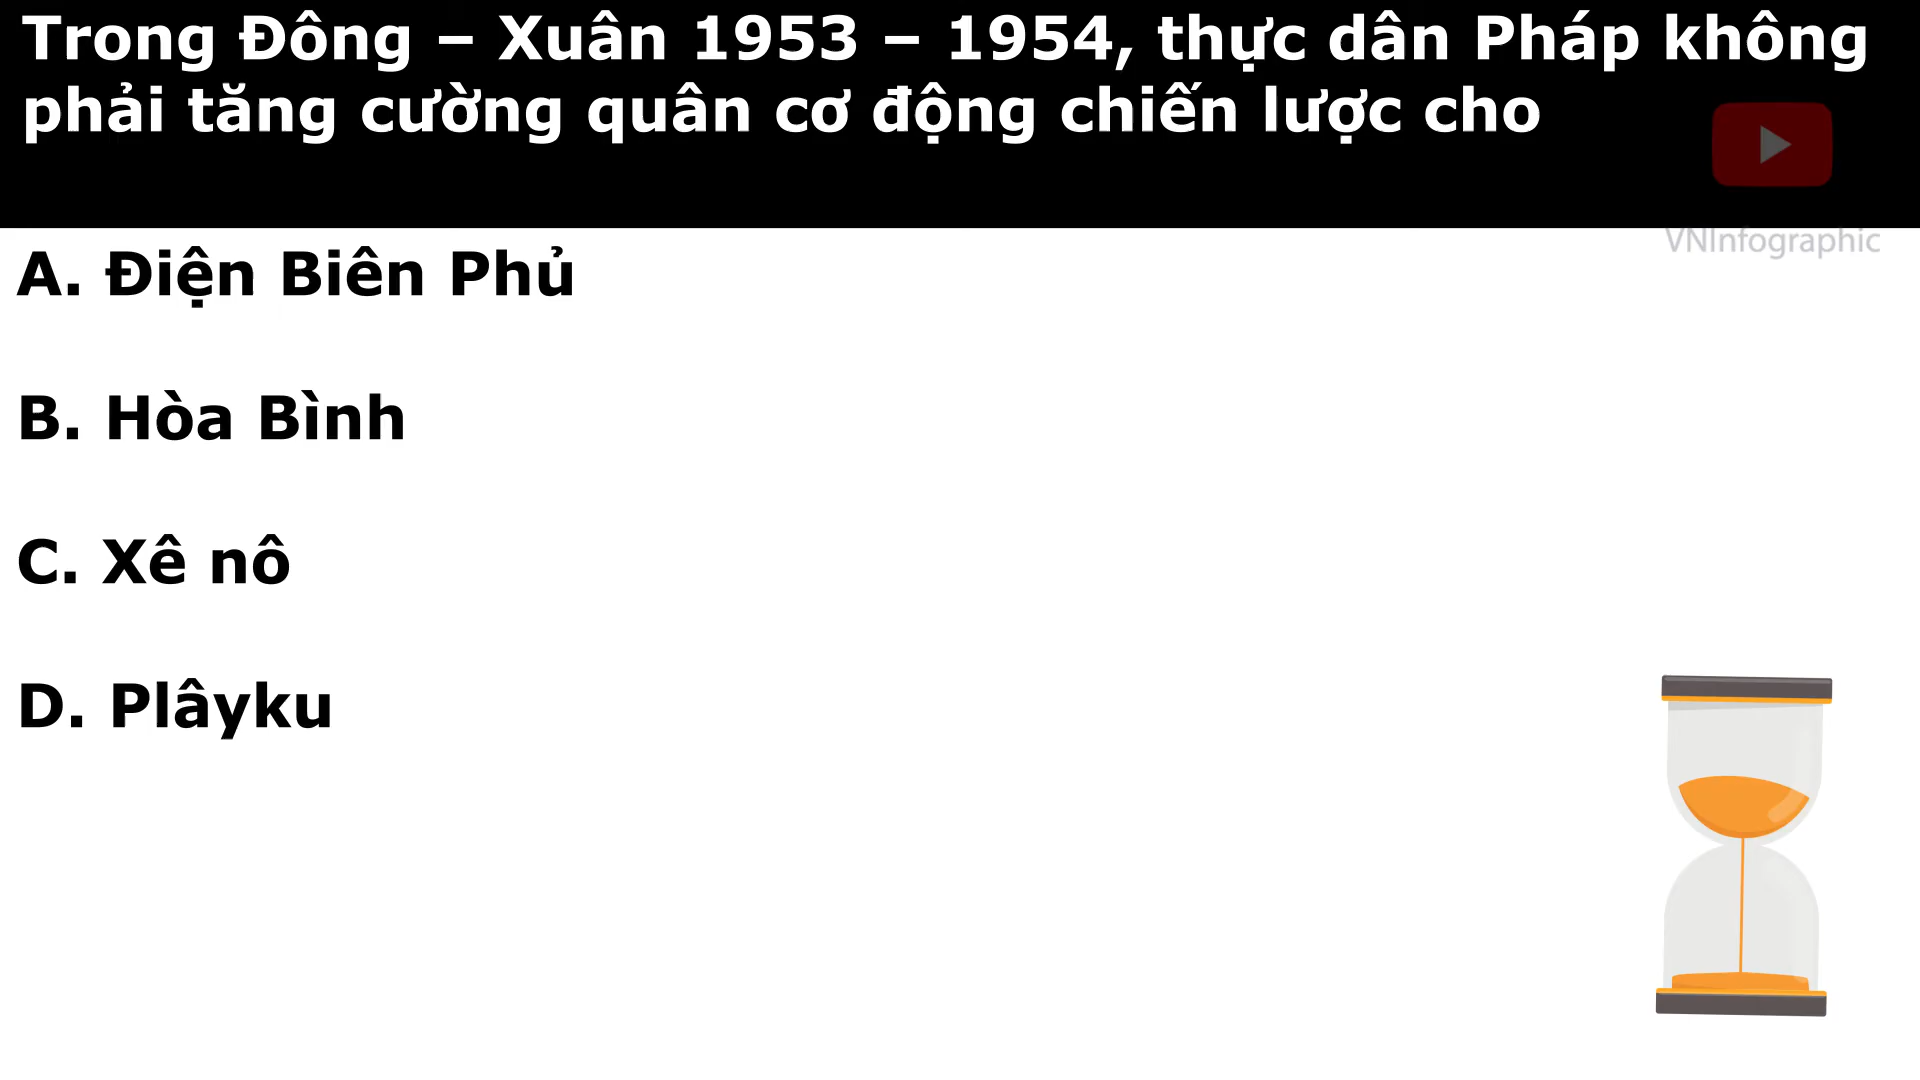 Trong Đông – Xuân 1953 – 1954, thực dân Pháp không
phải tăng cường quân cơ động chiến lược cho
VNInfographic
A. Điện Biên Phủ
B. Hòa Bình
C. Xê nô
D. Plâyku